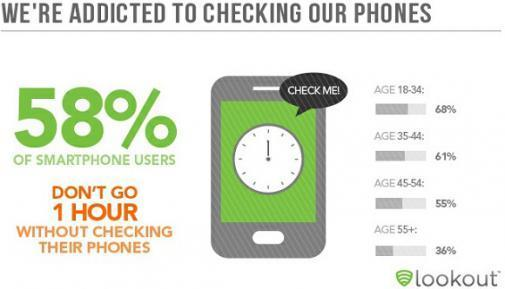 WE'RE ADDICTED TO CHECKING OUR PHONES
58%
OF SMARTPHONE USERS
DON'T GO
1 HOUR
WITHOUT CHECKING
THEIR PHONES
CHECK ME!
AGE 18-34:
68%
AGE 35-44:
61%
AGE 45-54:
55%
AGE 55+:
36%
lookout™